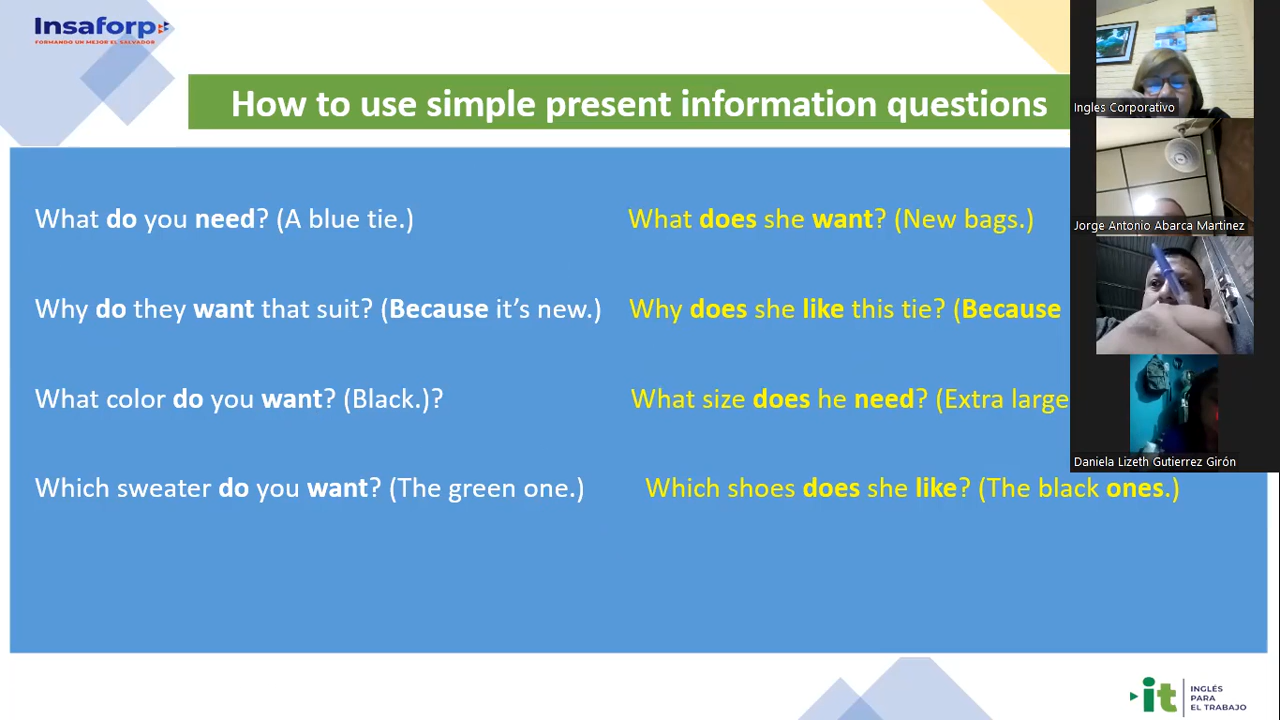 Insaforp
FORMANDO UN MEJOR EL SALVADOR
How to use simple present information questions
What do you need? (A blue tie.)
What does she want? (New bags.)
Why do they want that suit? (Because it's new.)
Why does she like this tie? (Because
What color do you want? (Black.)?
What size does he need? (Extra large
Which sweater do you want? (The green one.)
Which shoes does she like? (The black ones.)
Ingles Corporativo
Jorge Antonio Abarca Martinez
Daniela Lizeth Gutierrez Girón
it
INGLÉS
PARA
EL TRABAJO